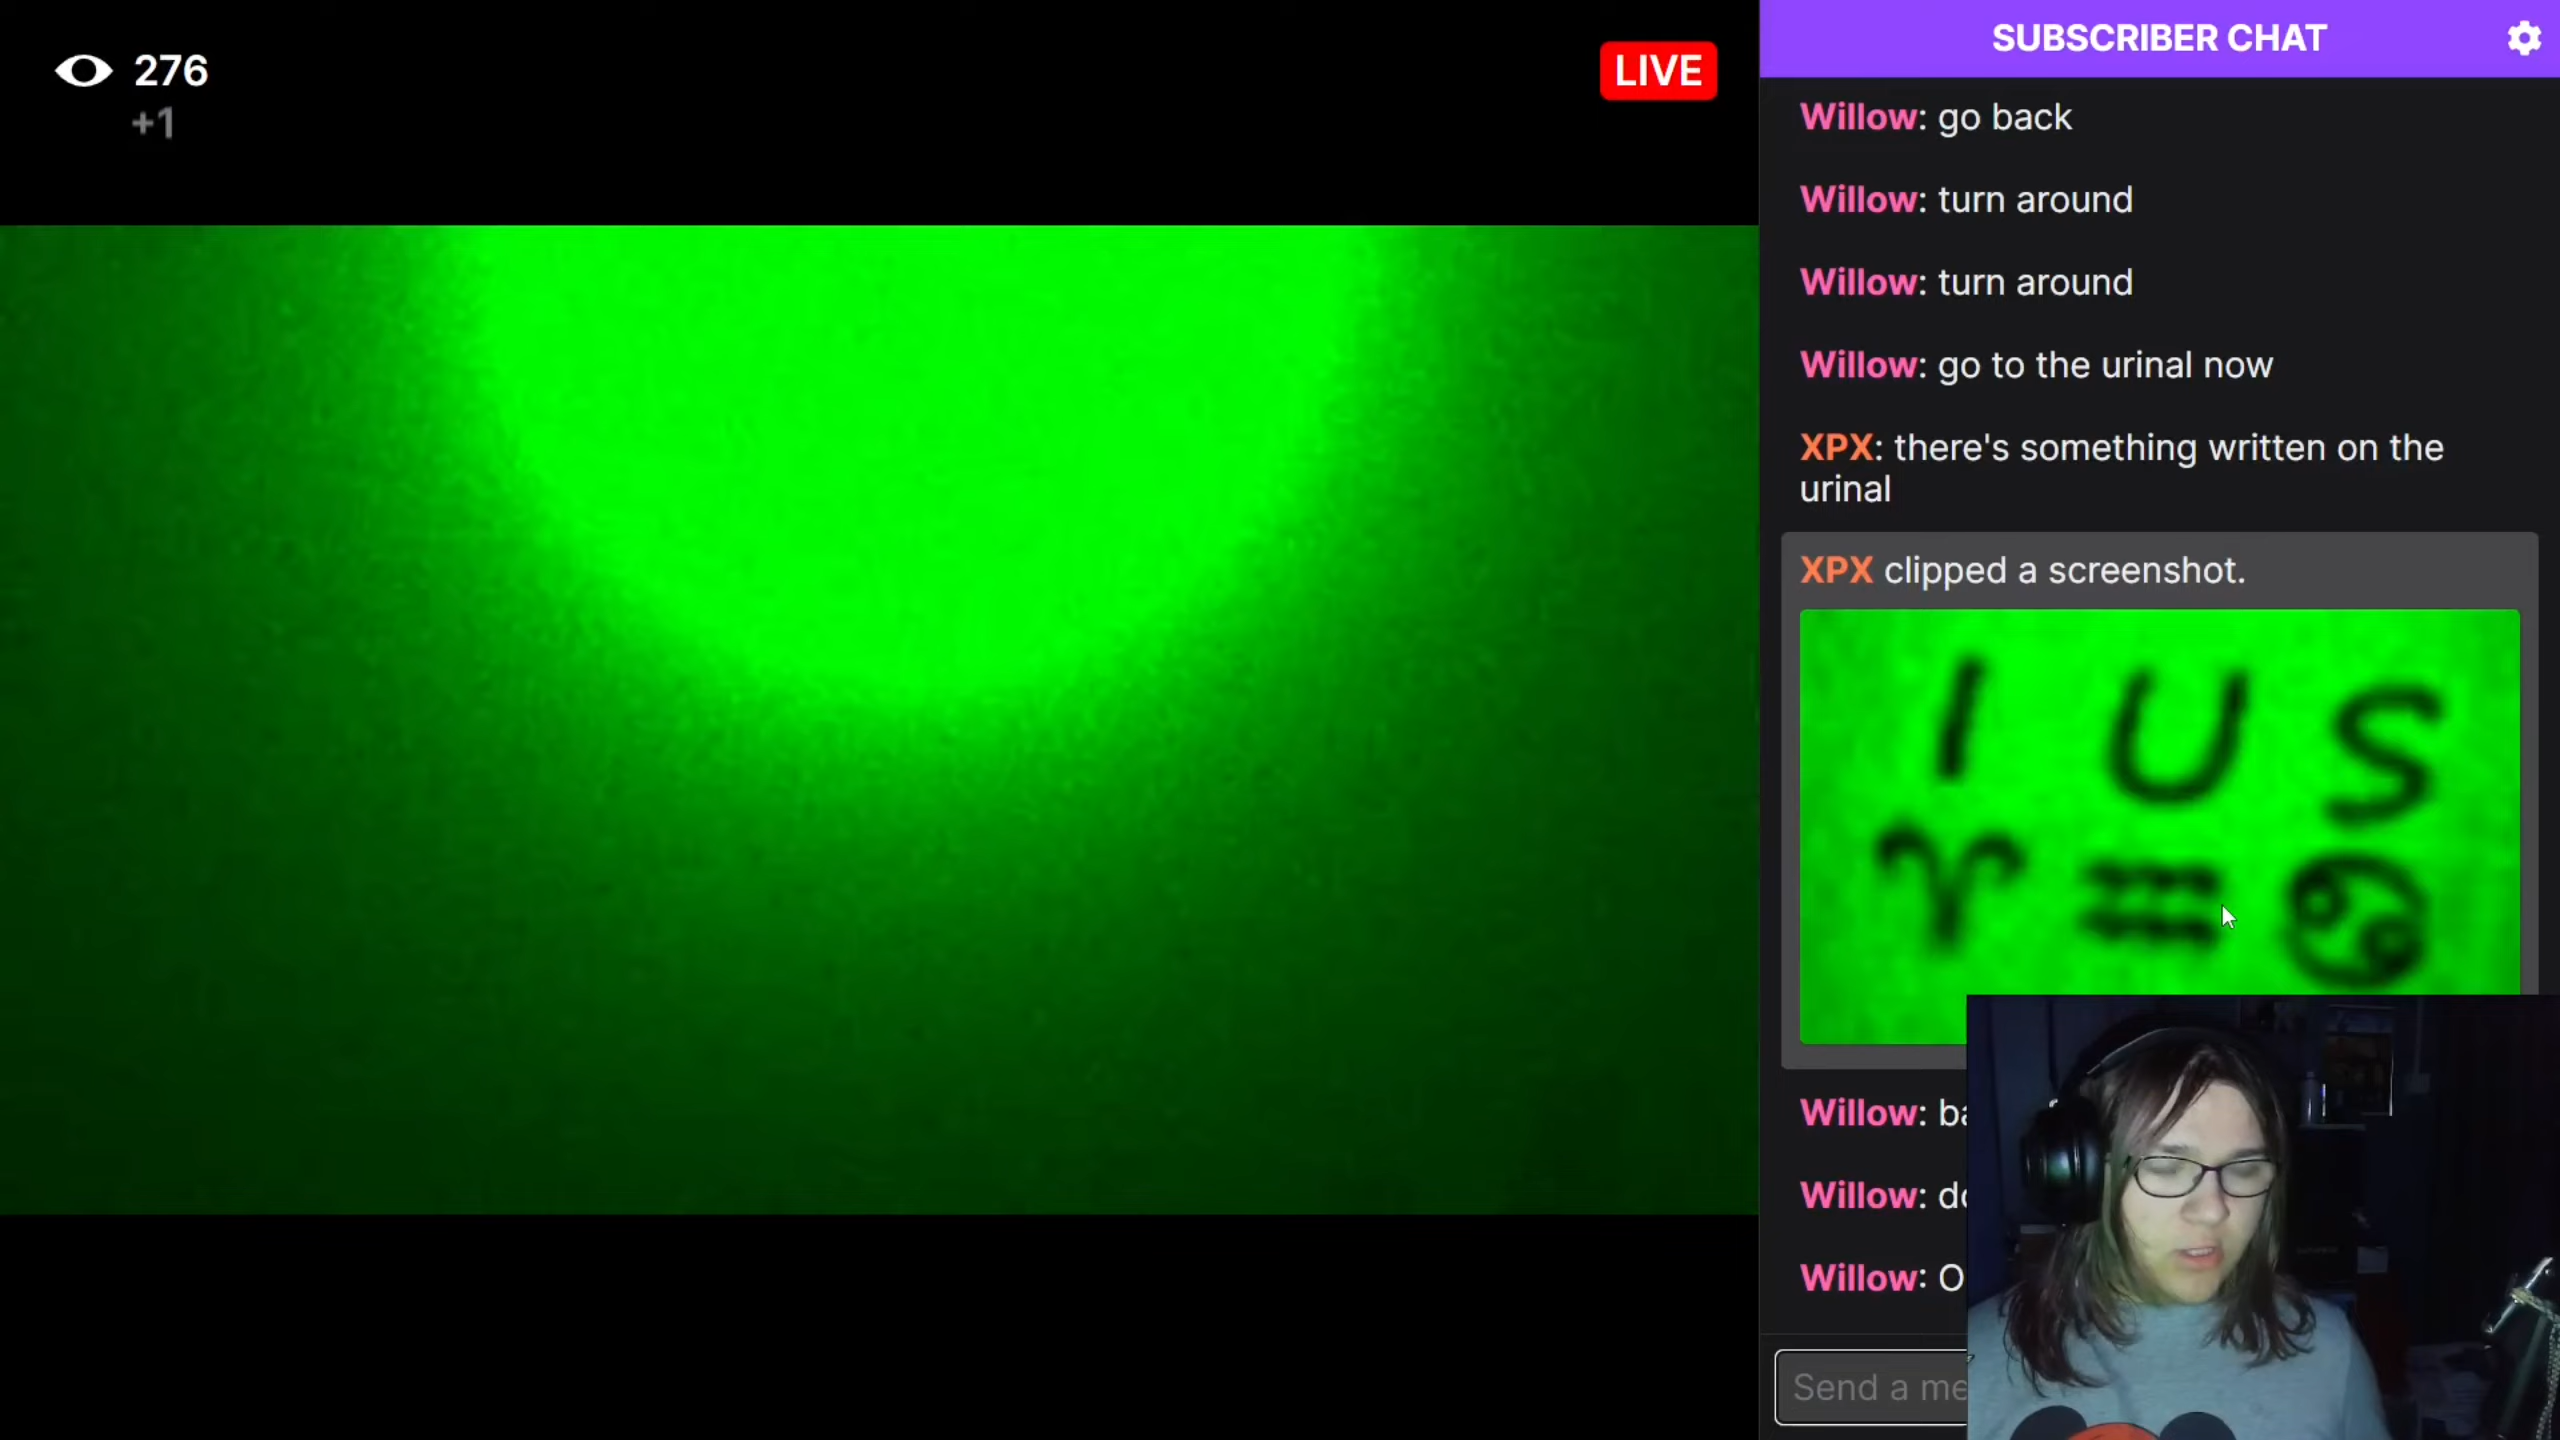 276
+1
LIVE
SUBSCRIBER CHAT
Willow: go back
Willow: turn around
Willow: turn around
Willow: go to the urinal now
XPX: there's something written on the
urinal
XPX clipped a screenshot.
I U S
♈︎ ♒︎ ♋︎
Willow:
Willow:
Willow:
Send a